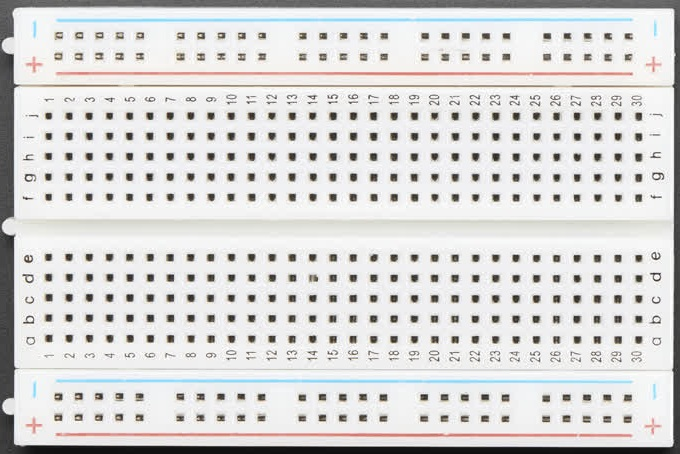 − −
+ +
1 2 3 4 5 6 7 8 9 10 11 12 13 14 15 16 17 18 19 20 21 22 23 24 25 26 27 28 29 30
j j
i i
h h
g g
f f
e e
d d
c c
b b
a a
1 2 3 4 5 6 7 8 9 10 11 12 13 14 15 16 17 18 19 20 21 22 23 24 25 26 27 28 29 30
− −
+ +